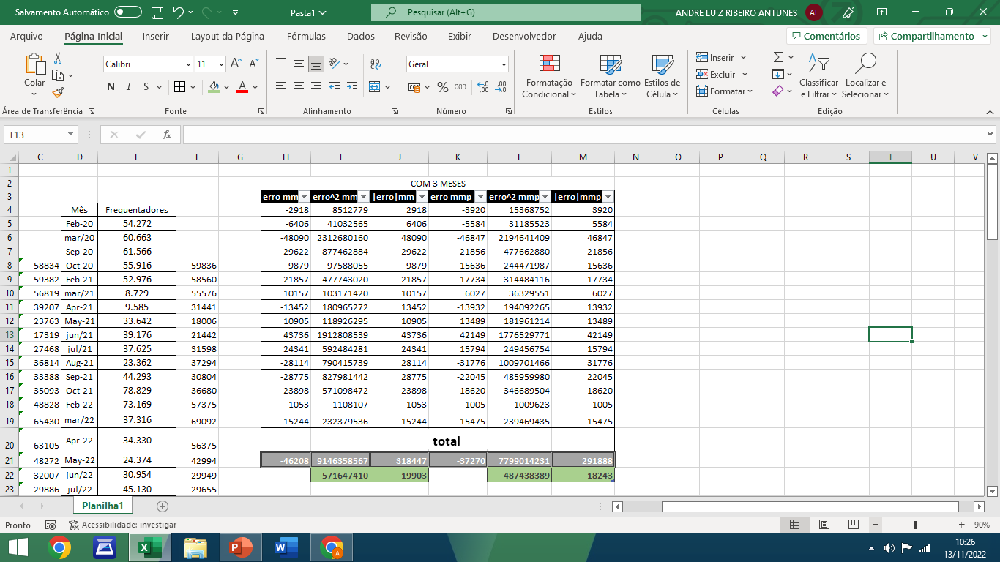 Salvamento Automático Pasta1 Pesquisar (Alt+G) ANDRE LUIZ RIBEIRO ANTUNES AL
Arquivo Página Inicial Inserir Layout da Página Fórmulas Dados Revisão Exibir Desenvolvedor Ajuda Comentários Compartilhamento
Colar
Calibri 11
N I S A
ab
Geral
% 000
Formatação Condicional
Formatar como Tabela
Estilos de Célula
Inserir
Excluir
Formatar
Classificar e Filtrar
Localizar e Selecionar
Área de Transferência Fonte Alinhamento Número Estilos Células Edição
T13 fx
C D E F G H I J K L M N O P Q R S T U V
1
2 COM 3 MESES
3 erro mm erro^2 mm |erro|mm erro mmp erro^2 mmp |erro|mmp
4 Mês Frequentadores -2918 8512779 2918 -3920 15368752 3920
5 Feb-20 54.272 -6406 41032565 6406 -5584 31185523 5584
6 mar/20 60.663 -48090 2312680160 48090 -46847 2194641409 46847
7 Sep-20 61.566 -29622 877462884 29622 -21856 477662880 21856
8 58834 Oct-20 55.916 59836 9879 97588055 9879 15636 244471987 15636
9 59382 Feb-21 52.976 58560 21857 477743020 21857 17734 314484116 17734
10 56819 mar/21 8.729 55576 10157 103171420 10157 6027 36329551 6027
11 39207 Apr-21 9.585 31441 -13452 180965272 13452 -13932 194092265 13932
12 23763 May-21 33.642 18006 10905 118926295 10905 13489 181961214 13489
13 17319 jun/21 39.176 21442 43736 1912808539 43736 42149 1776529771 42149
14 27468 jul/21 37.625 31598 24341 592484281 24341 15794 249456754 15794
15 36814 Aug-21 23.362 37294 -28114 790415739 28114 -31776 1009701466 31776
16 33388 Sep-21 44.293 30804 -28775 827981442 28775 -22045 485959980 22045
17 35093 Oct-21 78.829 36680 -23898 571098472 23898 -18620 346689504 18620
18 48828 Feb-22 73.169 57375 -1053 1108107 1053 1005 1009623 1005
19 65430 mar/22 37.316 69092 15244 232379536 15244 15475 239469435 15475
20 63105 Apr-22 34.330 56375 total
21 48272 May-22 24.374 42994 -46208 9146358567 318447 -37270 7799014231 291888
22 32007 jun/22 30.954 29949 571647410 19903 487438389 18243
23 29886 jul/22 45.130 29655
Planilha1
Pronto Acessibilidade: investigar 90%
10:26
13/11/2022